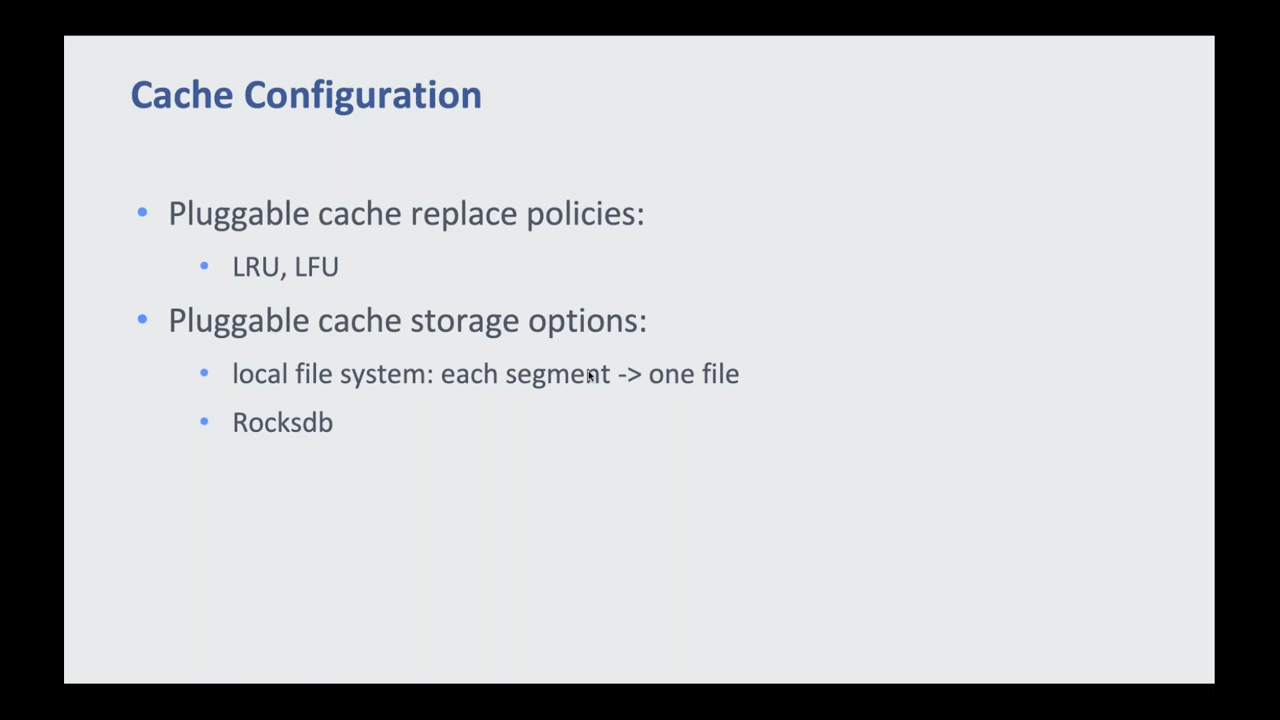 Cache Configuration
• Pluggable cache replace policies:
• LRU, LFU
• Pluggable cache storage options:
• local file system: each segment -> one file
• Rocksdb